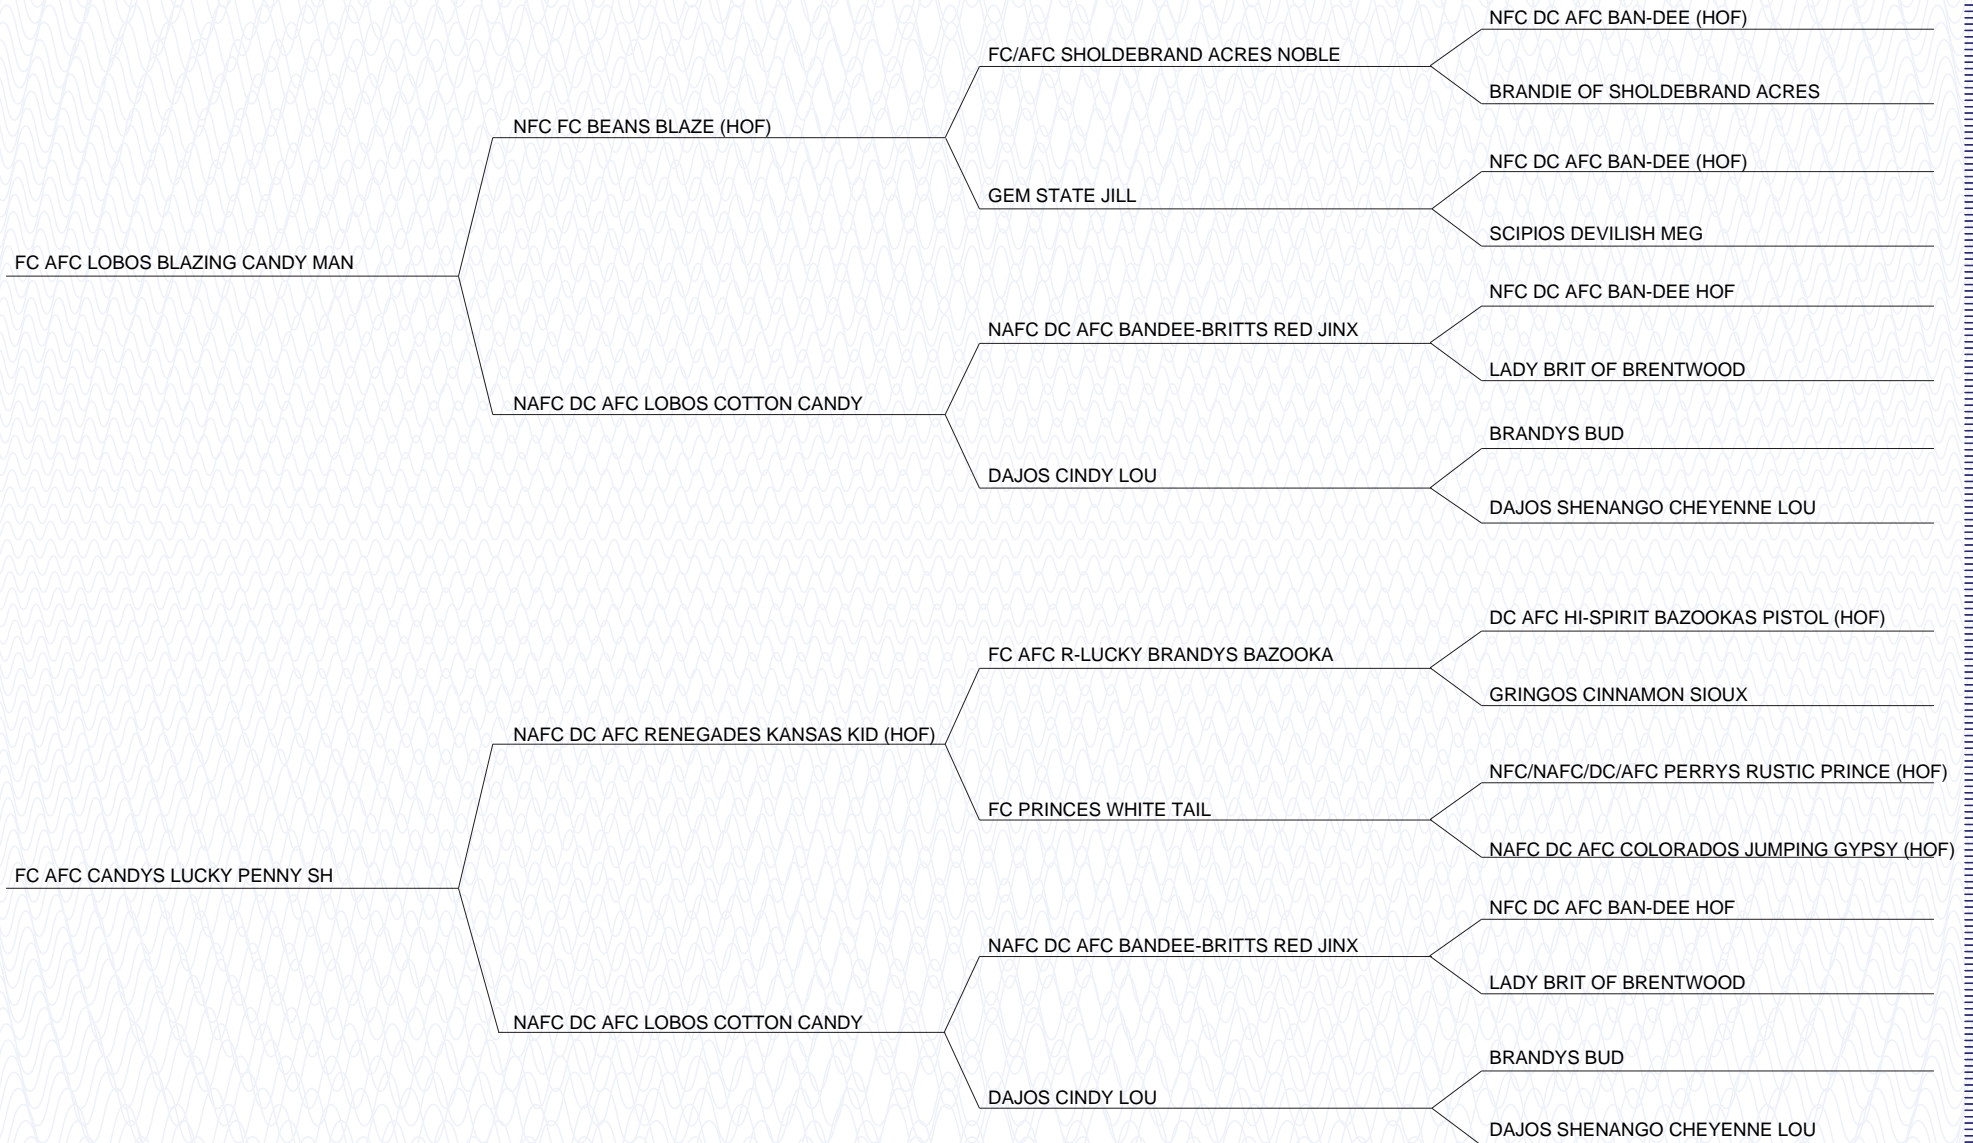 NFC DC AFC BAN-DEE (HOF)
FC/AFC SHOLDEBRAND ACRES NOBLE
BRANDIE OF SHOLDEBRAND ACRES
NFC FC BEANS BLAZE (HOF)
NFC DC AFC BAN-DEE (HOF)
GEM STATE JILL
SCIPIOS DEVILISH MEG
FC AFC LOBOS BLAZING CANDY MAN
NFC DC AFC BAN-DEE HOF
NAFC DC AFC BANDEE-BRITTS RED JINX
LADY BRIT OF BRENTWOOD
NAFC DC AFC LOBOS COTTON CANDY
BRANDYS BUD
DAJOS CINDY LOU
DAJOS SHENANGO CHEYENNE LOU
DC AFC HI-SPIRIT BAZOOKAS PISTOL (HOF)
FC AFC R-LUCKY BRANDYS BAZOOKA
GRINGOS CINNAMON SIOUX
NAFC DC AFC RENEGADES KANSAS KID (HOF)
NFC/NAFC/DC/AFC PERRYS RUSTIC PRINCE (HOF)
FC PRINCES WHITE TAIL
NAFC DC AFC COLORADOS JUMPING GYPSY (HOF)
FC AFC CANDYS LUCKY PENNY SH
NFC DC AFC BAN-DEE HOF
NAFC DC AFC BANDEE-BRITTS RED JINX
LADY BRIT OF BRENTWOOD
NAFC DC AFC LOBOS COTTON CANDY
BRANDYS BUD
DAJOS CINDY LOU
DAJOS SHENANGO CHEYENNE LOU